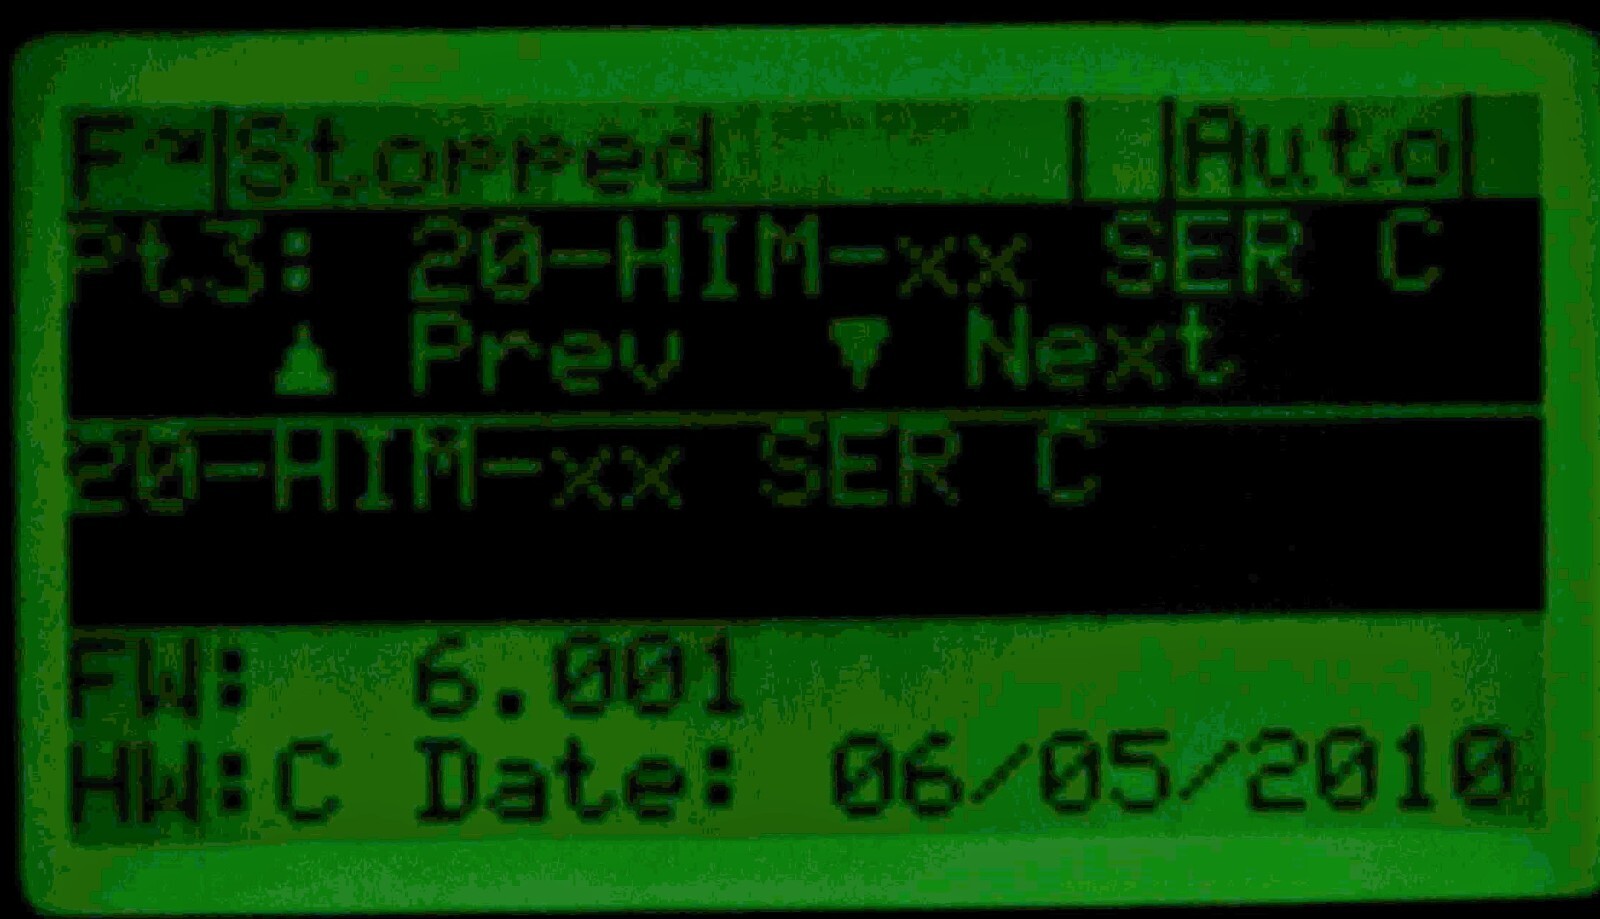 F Stopped Auto
Pt3: 20-HIM-xx SER C
▲ Prev ▼ Next
20-HIM-xx SER C
FW: 6.001
HW:C Date: 06/05/2010